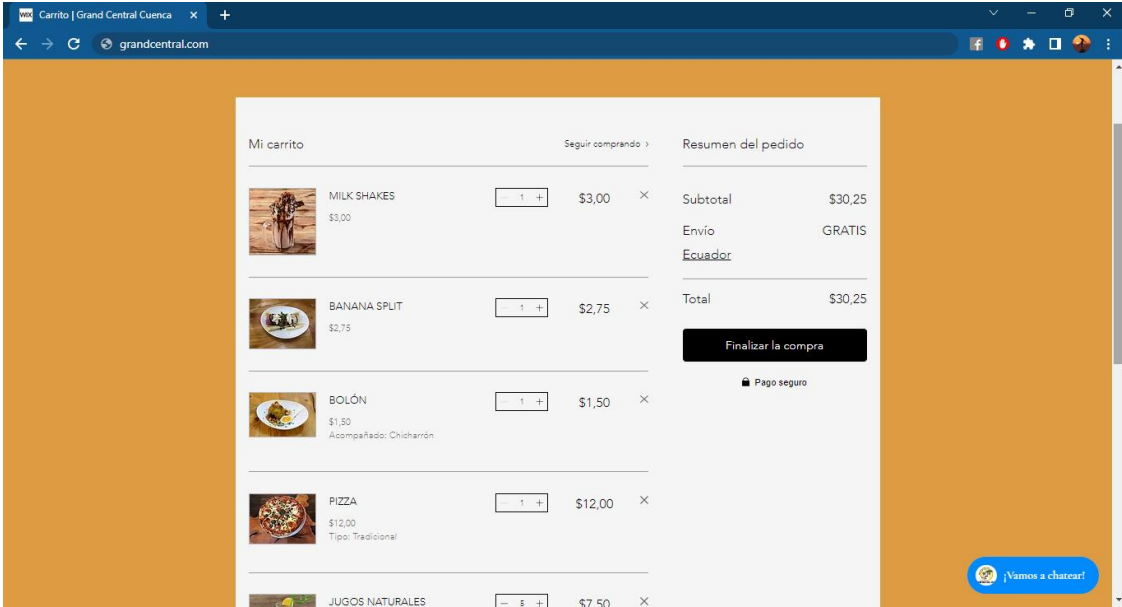 WIX Carrito | Grand Central Cuenca
grandcentral.com
Mi carrito
Seguir comprando >
MILK SHAKES
$3,00
− 1 +
$3,00
BANANA SPLIT
$2,75
− 1 +
$2,75
BOLÓN
$1,50
Acompañado: Chicharrón
− 1 +
$1,50
PIZZA
$12,00
Tipo: Tradicional
− 1 +
$12,00
JUGOS NATURALES
− 5 +
$7,50
Resumen del pedido
Subtotal $30,25
Envío GRATIS
Ecuador
Total $30,25
Finalizar la compra
Pago seguro
¡Vamos a chatear!